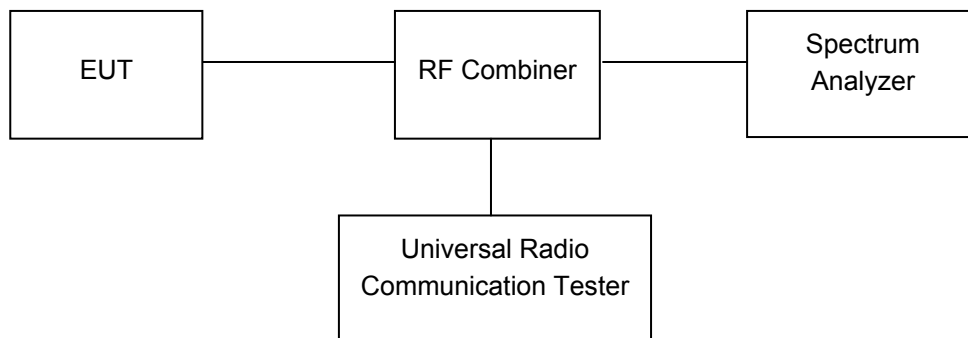 EUT
RF Combiner
Spectrum
Analyzer
Universal Radio
Communication Tester